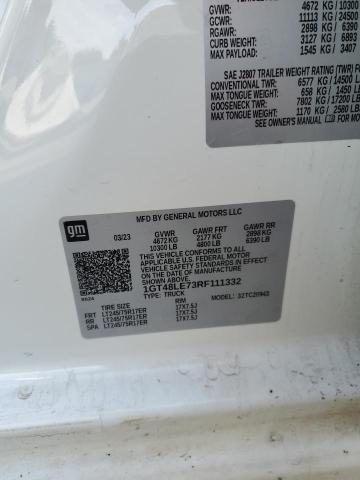 GVWR: 4672 KG/10300
GCWR: 11113 KG/24500
RGAWR: 2898 KG/ 6390
CURB WEIGHT: 3127 KG/ 6893
MAX PAYLOAD: 1545 KG/ 3407
SAE J2807 TRAILER WEIGHT RATING (TWR)
CONVENTIONAL TWR: 6577 KG/ 14500 LB
MAX TONGUE WEIGHT: 658 KG/ 1450 LB
GOOSENECK TWR: 7802 KG/ 17200 LB
MAX TONGUE WEIGHT: 1170 KG/ 2580 LB
SEE OWNER'S MANUAL
gm
MFD BY GENERAL MOTORS LLC
03/23 GVWR GAWR FRT GAWR RR
4672 KG 2177 KG 2898 KG
10300 LB 4800 LB 6390 LB
THIS VEHICLE CONFORMS TO ALL
APPLICABLE U.S. FEDERAL MOTOR
VEHICLE SAFETY STANDARDS IN
EFFECT ON THE DATE OF
MANUFACTURE SHOWN ABOVE.
1GT48LE73RF111332
TYPE: TRUCK MODEL:
TIRE SIZE RIM
FRT LT245/75R17ER 17X7.5J
RR LT245/75R17ER 17X7.5J
SPA LT245/75R17ER 17X7.5J